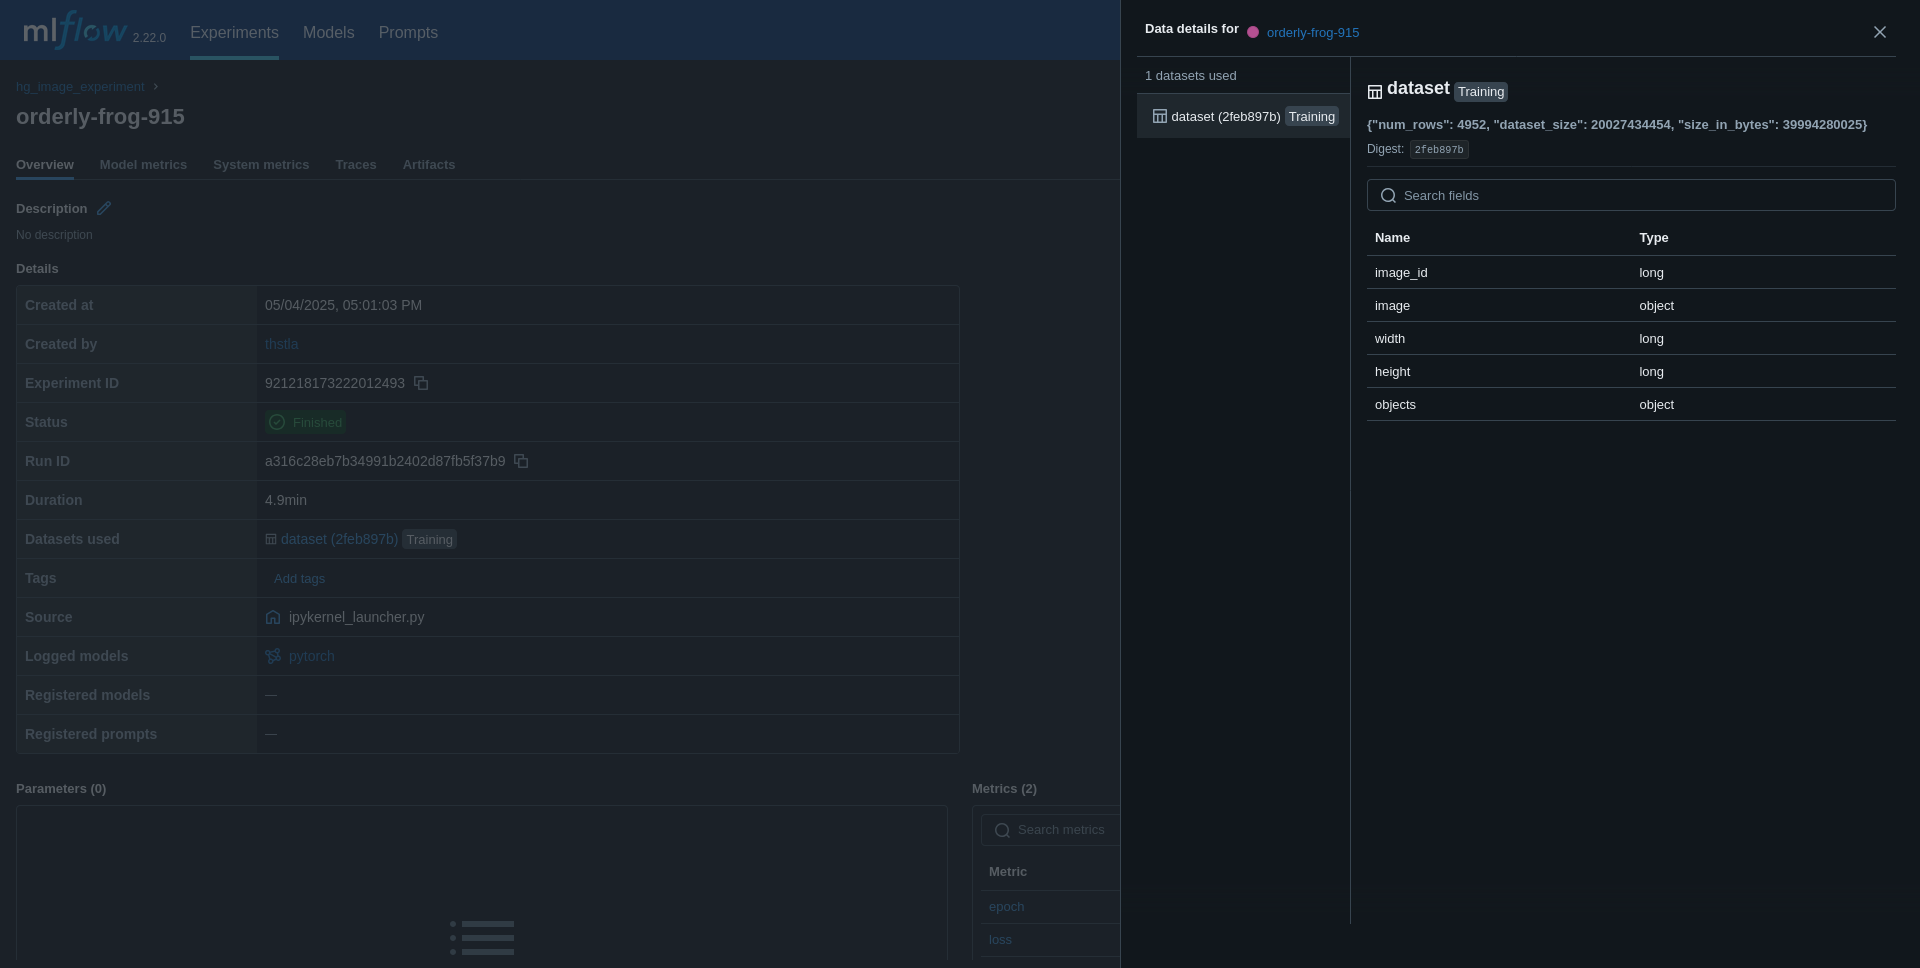 mlflow 2.22.0 Experiments Models Prompts
hg_image_experiment
orderly-frog-915
Overview Model metrics System metrics Traces Artifacts
Description
No description
Details
Created at 05/04/2025, 05:01:03 PM
Created by thstla
Experiment ID 921218173222012493
Status Finished
Run ID a316c28eb7b34991b2402d87fb5f37b9
Duration 4.9min
Datasets used dataset (2feb897b) Training
Tags Add tags
Source ipykernel_launcher.py
Logged models pytorch
Registered models —
Registered prompts —
Parameters (0)
Metrics (2)
Search metrics
Metric
epoch
loss
Data details for orderly-frog-915
1 datasets used
dataset (2feb897b) Training
dataset Training
{"num_rows": 4952, "dataset_size": 20027434454, "size_in_bytes": 39994280025}
Digest: 2feb897b
Search fields
Name Type
image_id long
image object
width long
height long
objects object